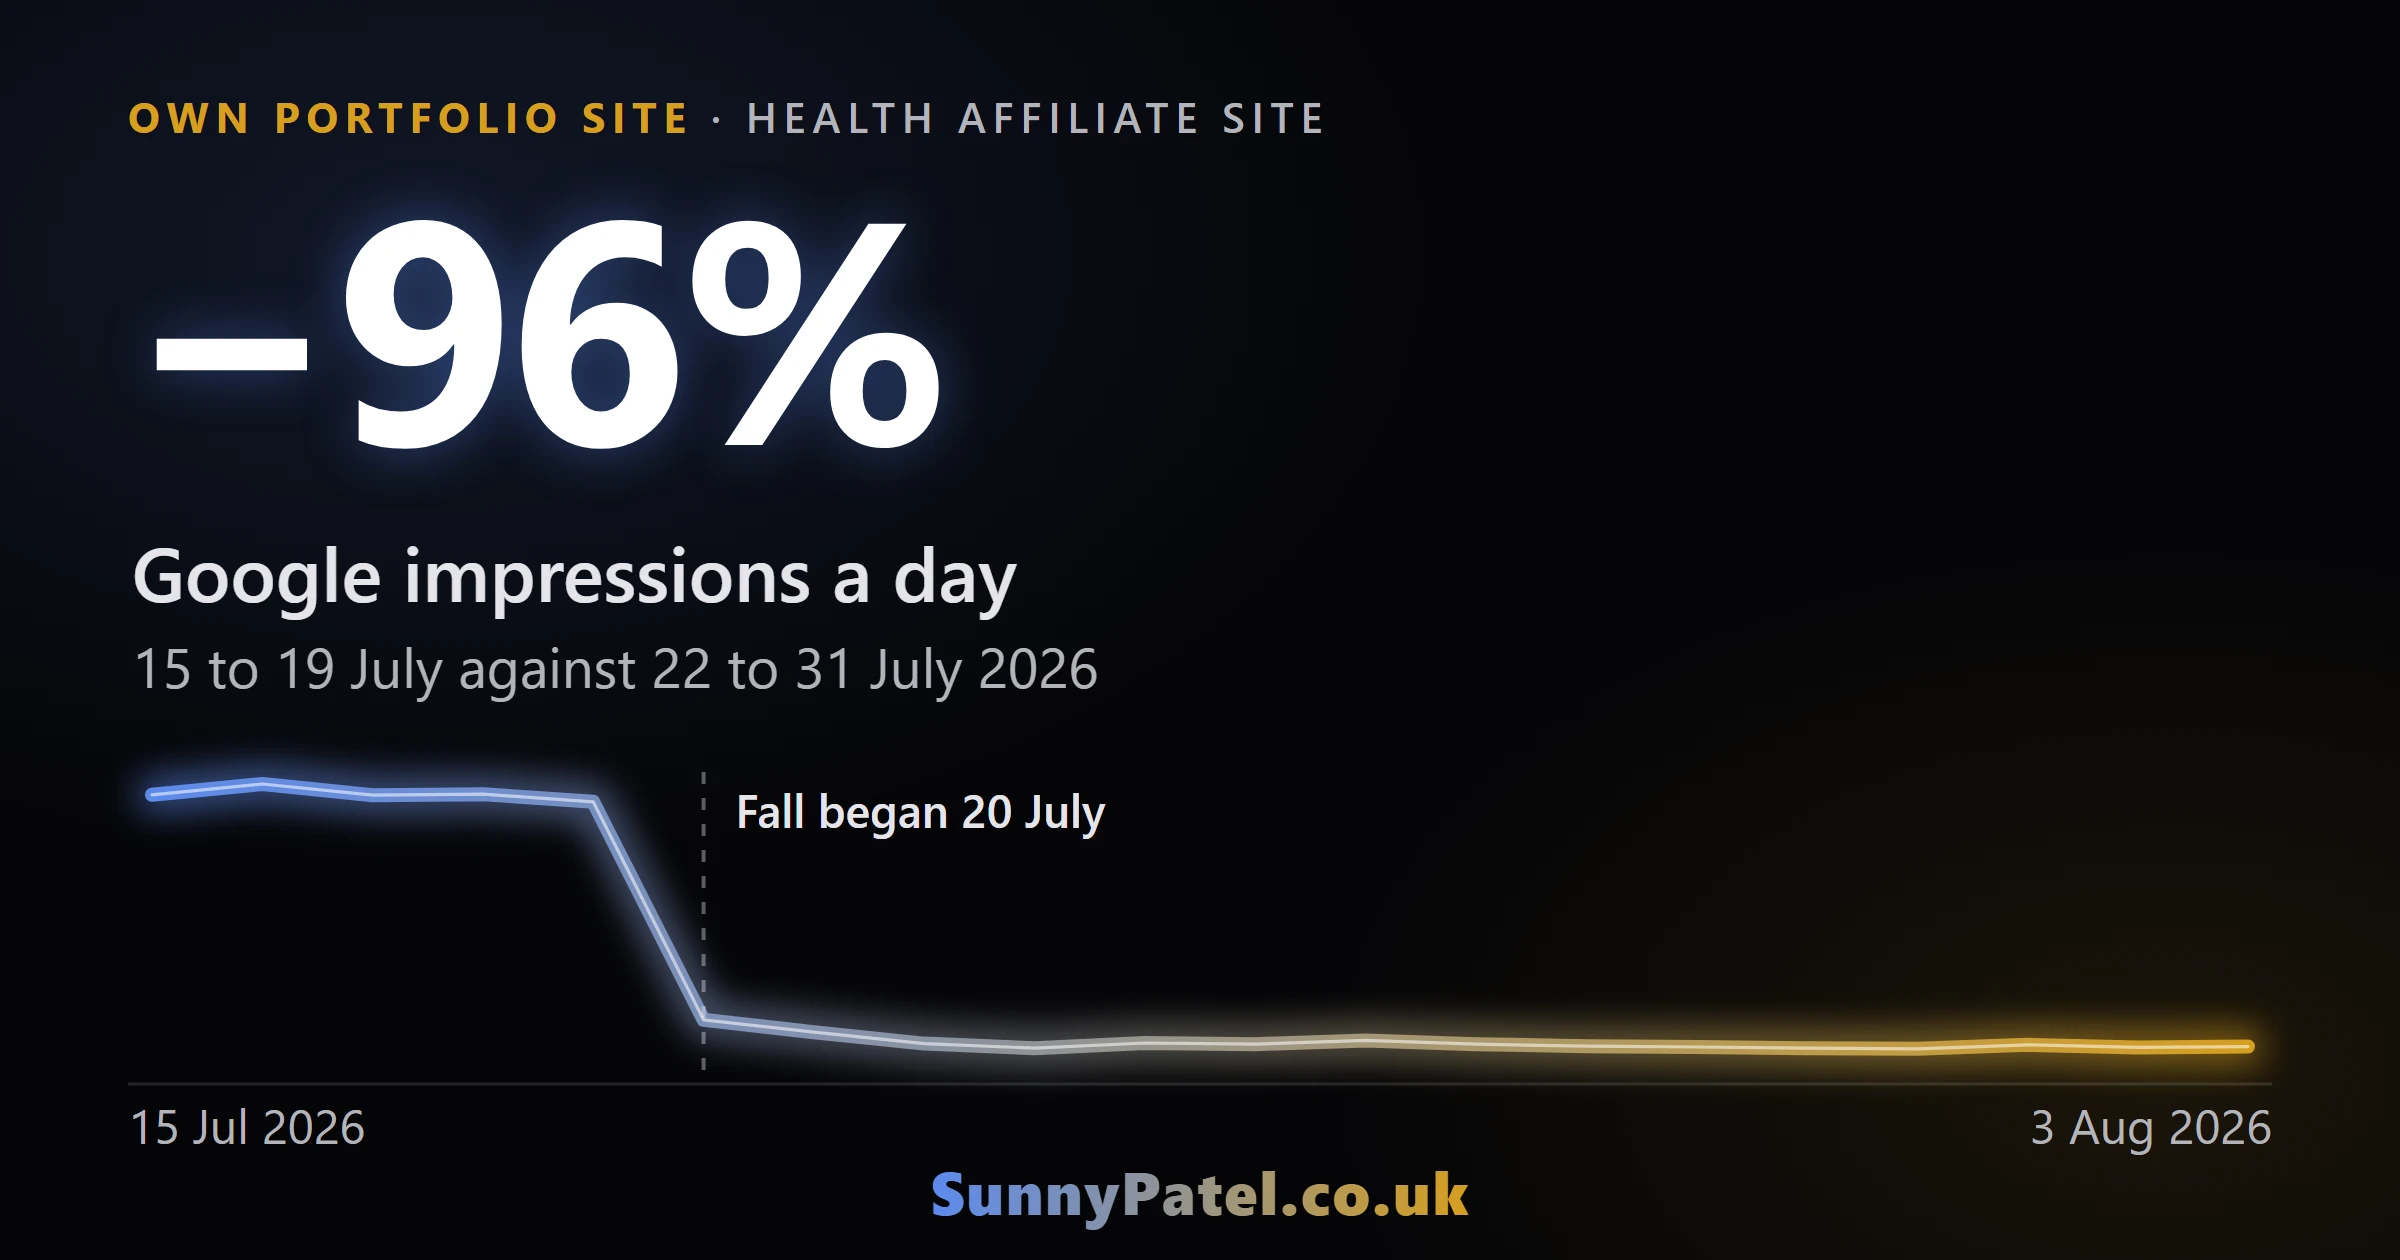 OWN PORTFOLIO SITE · HEALTH AFFILIATE SITE
−96%
Google impressions a day
15 to 19 July against 22 to 31 July 2026
Fall began 20 July
15 Jul 2026
3 Aug 2026
SunnyPatel.co.uk